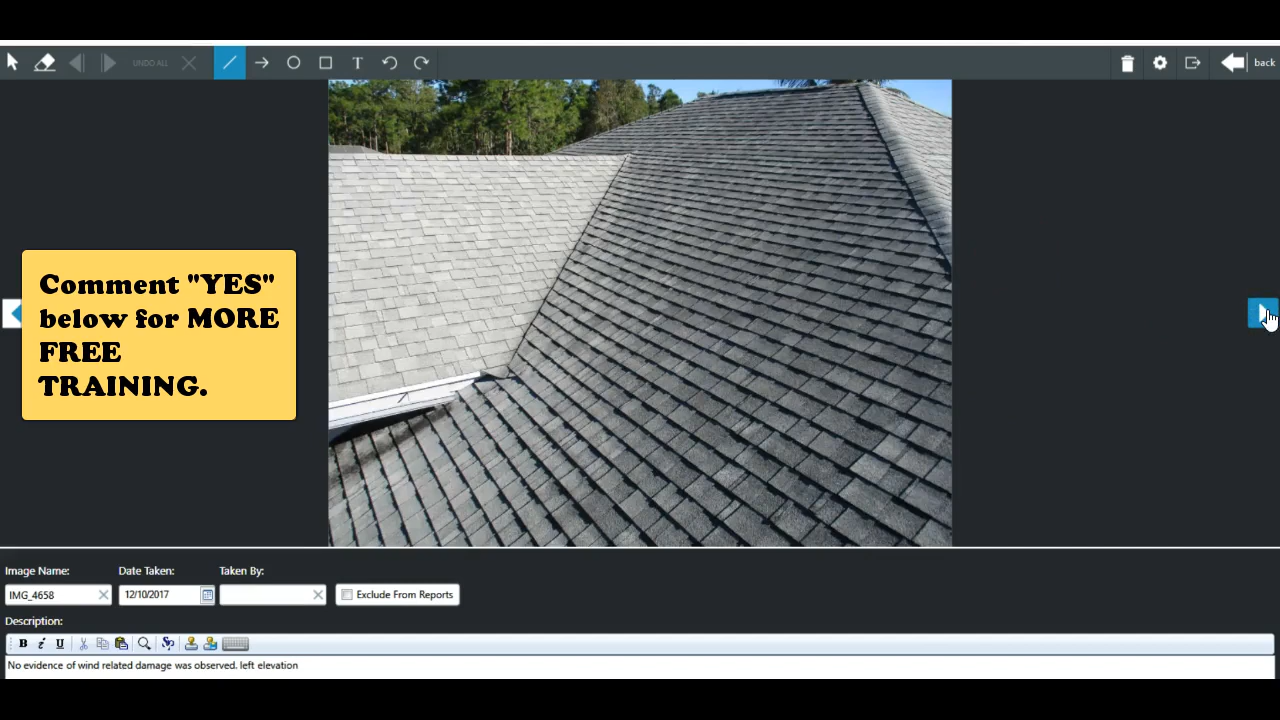 UNDO ALL
T
back
Comment "YES"
below for MORE
FREE
TRAINING.
Image Name:
Date Taken:
Taken By:
IMG_4658
12/10/2017
Exclude From Reports
Description:
B i U
No evidence of wind related damage was observed. left elevation